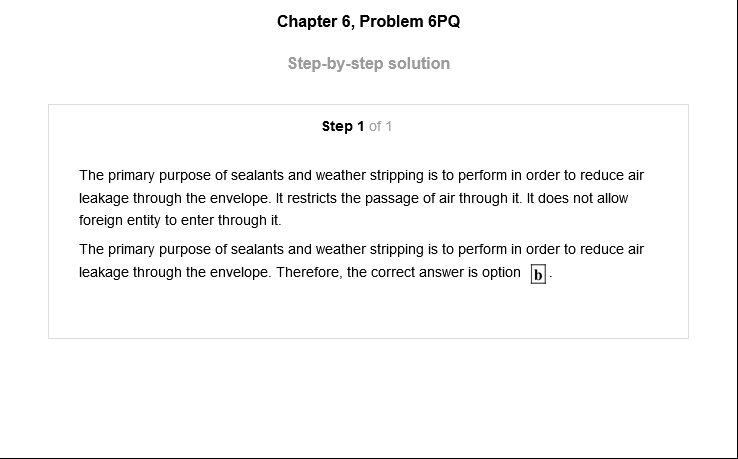 Chapter 6, Problem 6PQ
Step-by-step solution
Step 1 of 1
The primary purpose of sealants and weather stripping is to perform in order to reduce air
leakage through the envelope. It restricts the passage of air through it. It does not allow
foreign entity to enter through it.
The primary purpose of sealants and weather stripping is to perform in order to reduce air
leakage through the envelope. Therefore, the correct answer is option b.